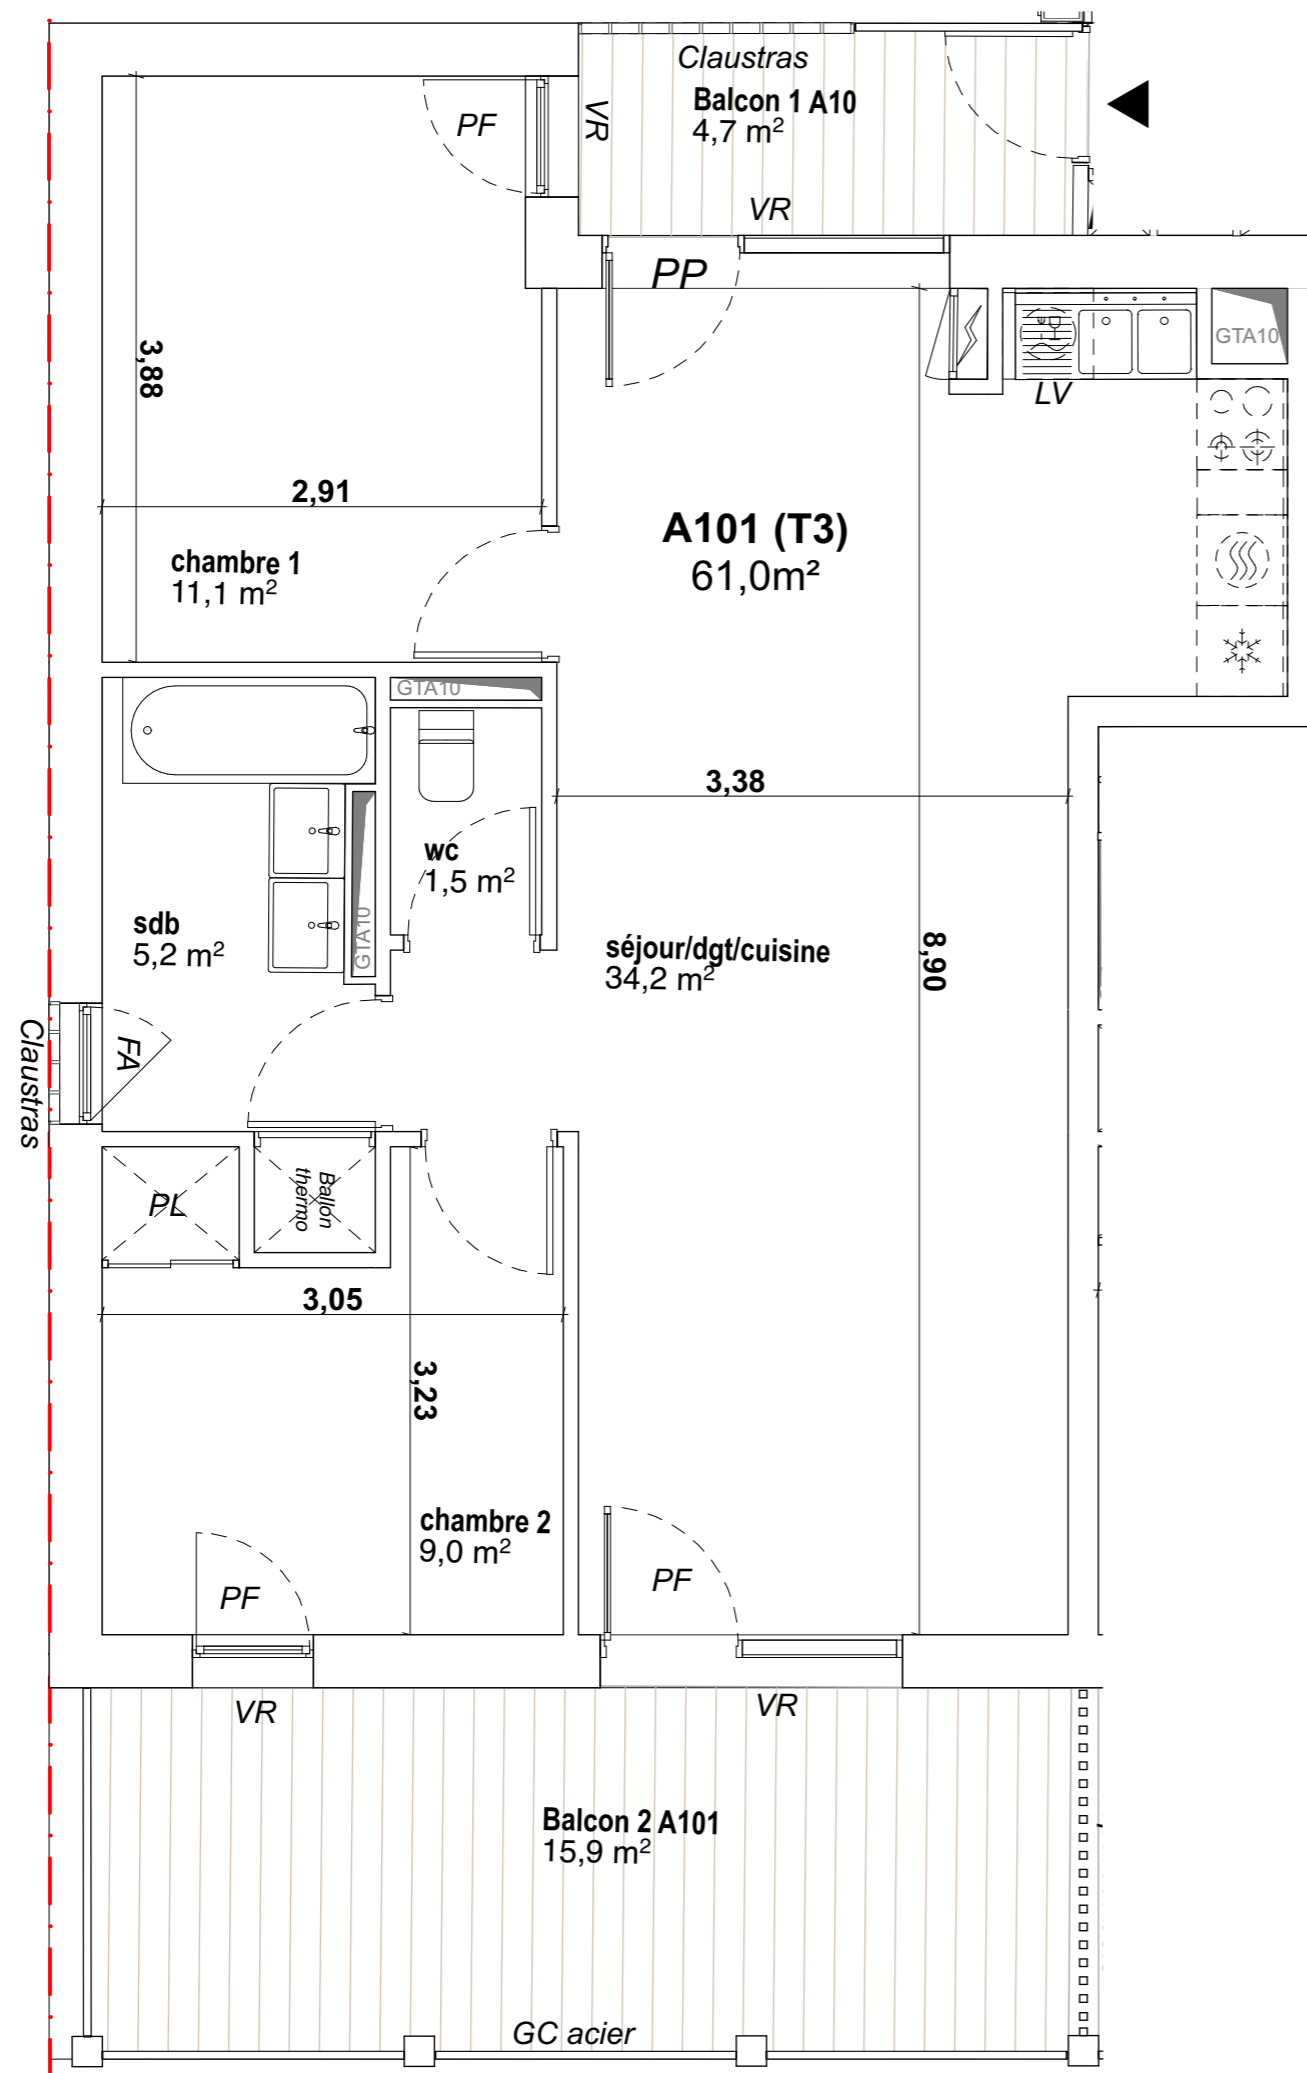 Claustras
Balcon 1 A10
4,7 m²
VR
VR
PF
PP
GTA10
LV
3,88
2,91
A101 (T3)
61,0m²
chambre 1
11,1 m²
GTA10
3,38
wc
1,5 m²
GTA10
sdb
5,2 m²
séjour/dgt/cuisine
34,2 m²
8,90
Claustras
FA
PL
Ballon
thermo
3,05
3,23
chambre 2
9,0 m²
PF
PF
VR
VR
Balcon 2 A101
15,9 m²
GC acier